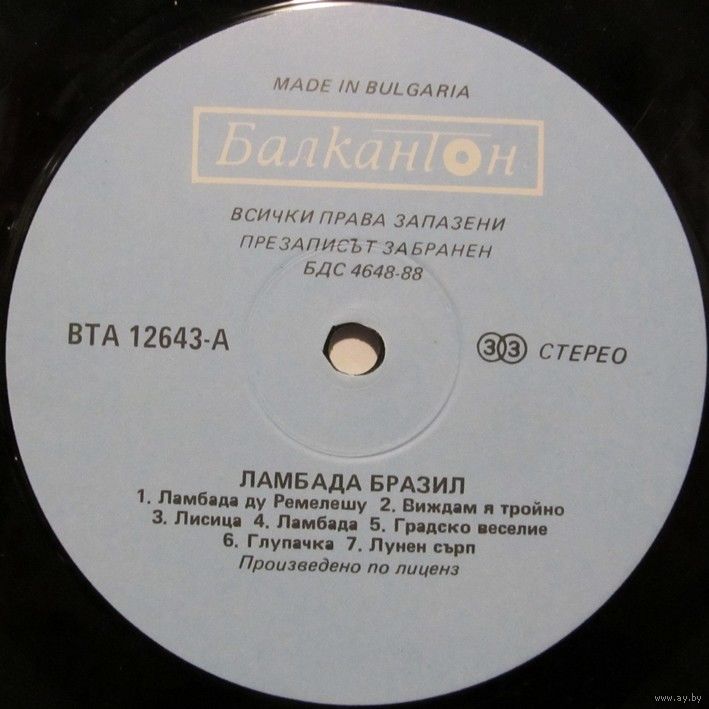 MADE IN BULGARIA
Балкантон
ВСИЧКИ ПРАВА ЗАПАЗЕНИ
ПРЕЗАПИСЪТ ЗАБРАНЕН
БДС 4648-88
ВТА 12643-А
33 СТЕРЕО
ЛАМБАДА БРАЗИЛ
1. Ламбада ду Ремелешу 2. Виждам я тройно
3. Лисица 4. Ламбада 5. Градско веселие
6. Глупачка 7. Лунен сърп
Произведено по лиценз
www.ay.by